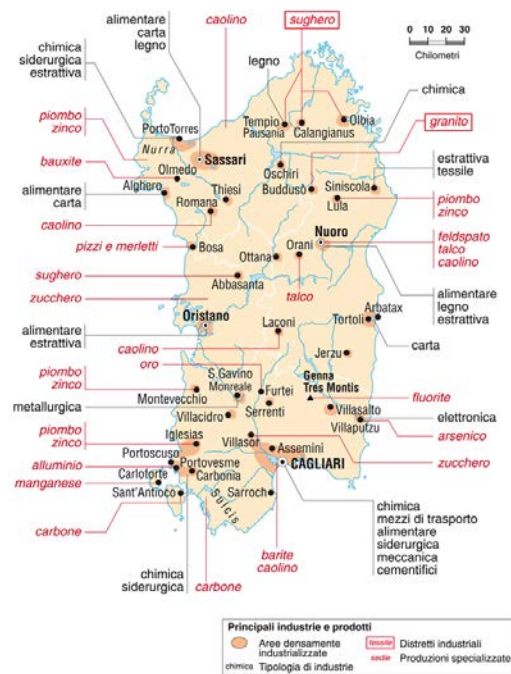 alimentare
carta
legno
caolino
sughero
0 10 20 30
Chilometri
chimica
siderurgica
estrattiva
legno
chimica
piombo
zinco
PortoTorres
Nurra
Sassari
Tempio
Pausania
Calangianus
Olbia
granito
bauxite
Olmedo
Oschiri
Buddusò
Siniscola
estrattiva
tessile
Alghero
Thiesi
Romana
Lula
piombo
zinco
alimentare
carta
caolino
Nuoro
feldspato
talco
caolino
pizzi e merletti
Bosa
Ottana
Orani
sughero
Abbasanta
talco
alimentare
legno
estrattiva
zucchero
Oristano
Arbatax
Tortolì
Laconi
carta
alimentare
estrattiva
caolino
oro
Jerzu
S.Gavino
Monreale
Genna
Tres Montis
piombo
zinco
Montevecchio
Furtei
fluorite
metallurgica
Serrenti
Villasalto
elettronica
Villacidro
Villaputzu
arsenico
piombo
zinco
Iglesias
Villasor
Assemini
zucchero
Portoscuso
alluminio
Portovesme
CAGLIARI
Carloforte
Carbonia
manganese
Sant'Antioco
Sulcis
Sarroch
carbone
chimica
siderurgica
carbone
barite
caolino
chimica
mezzi di trasporto
alimentare
siderurgica
meccanica
cementifici
Principali industrie e prodotti
Aree densamente
industrializzate
chimica Tipologia di industrie
tessile Distretti industriali
sedie Produzioni specializzate